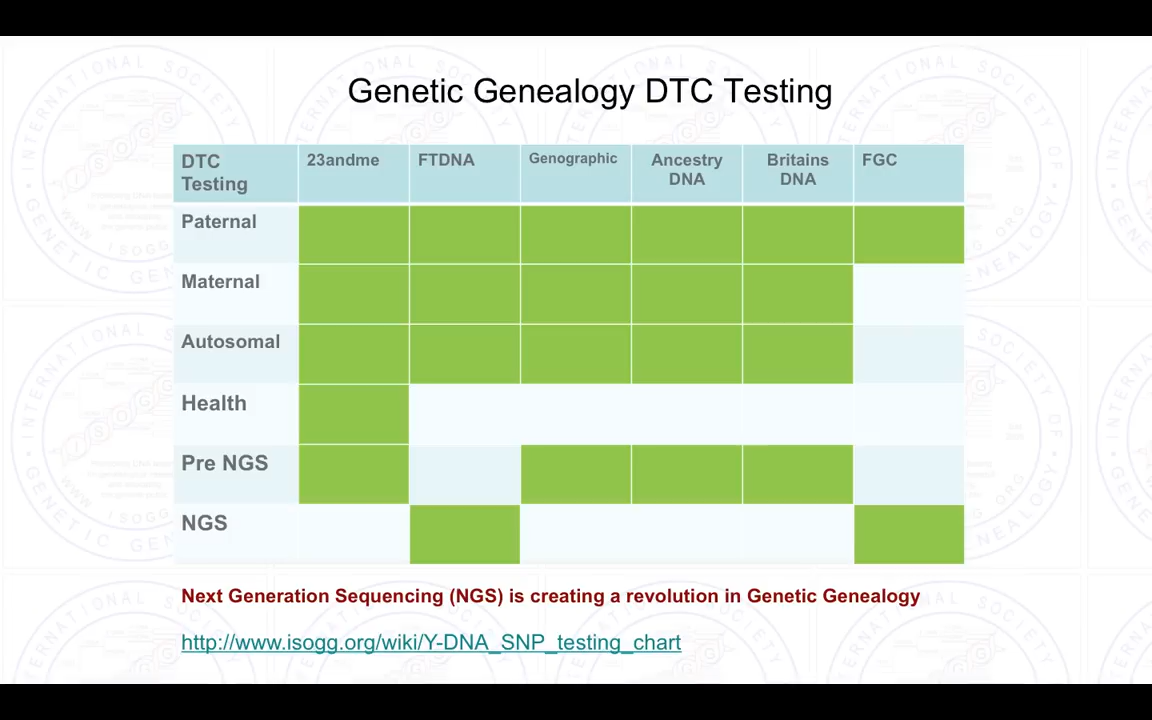 Genetic Genealogy DTC Testing
DTC Testing
23andme
FTDNA
Genographic
Ancestry DNA
Britains DNA
FGC
Paternal
Maternal
Autosomal
Health
Pre NGS
NGS
Next Generation Sequencing (NGS) is creating a revolution in Genetic Genealogy
http://www.isogg.org/wiki/Y-DNA_SNP_testing_chart